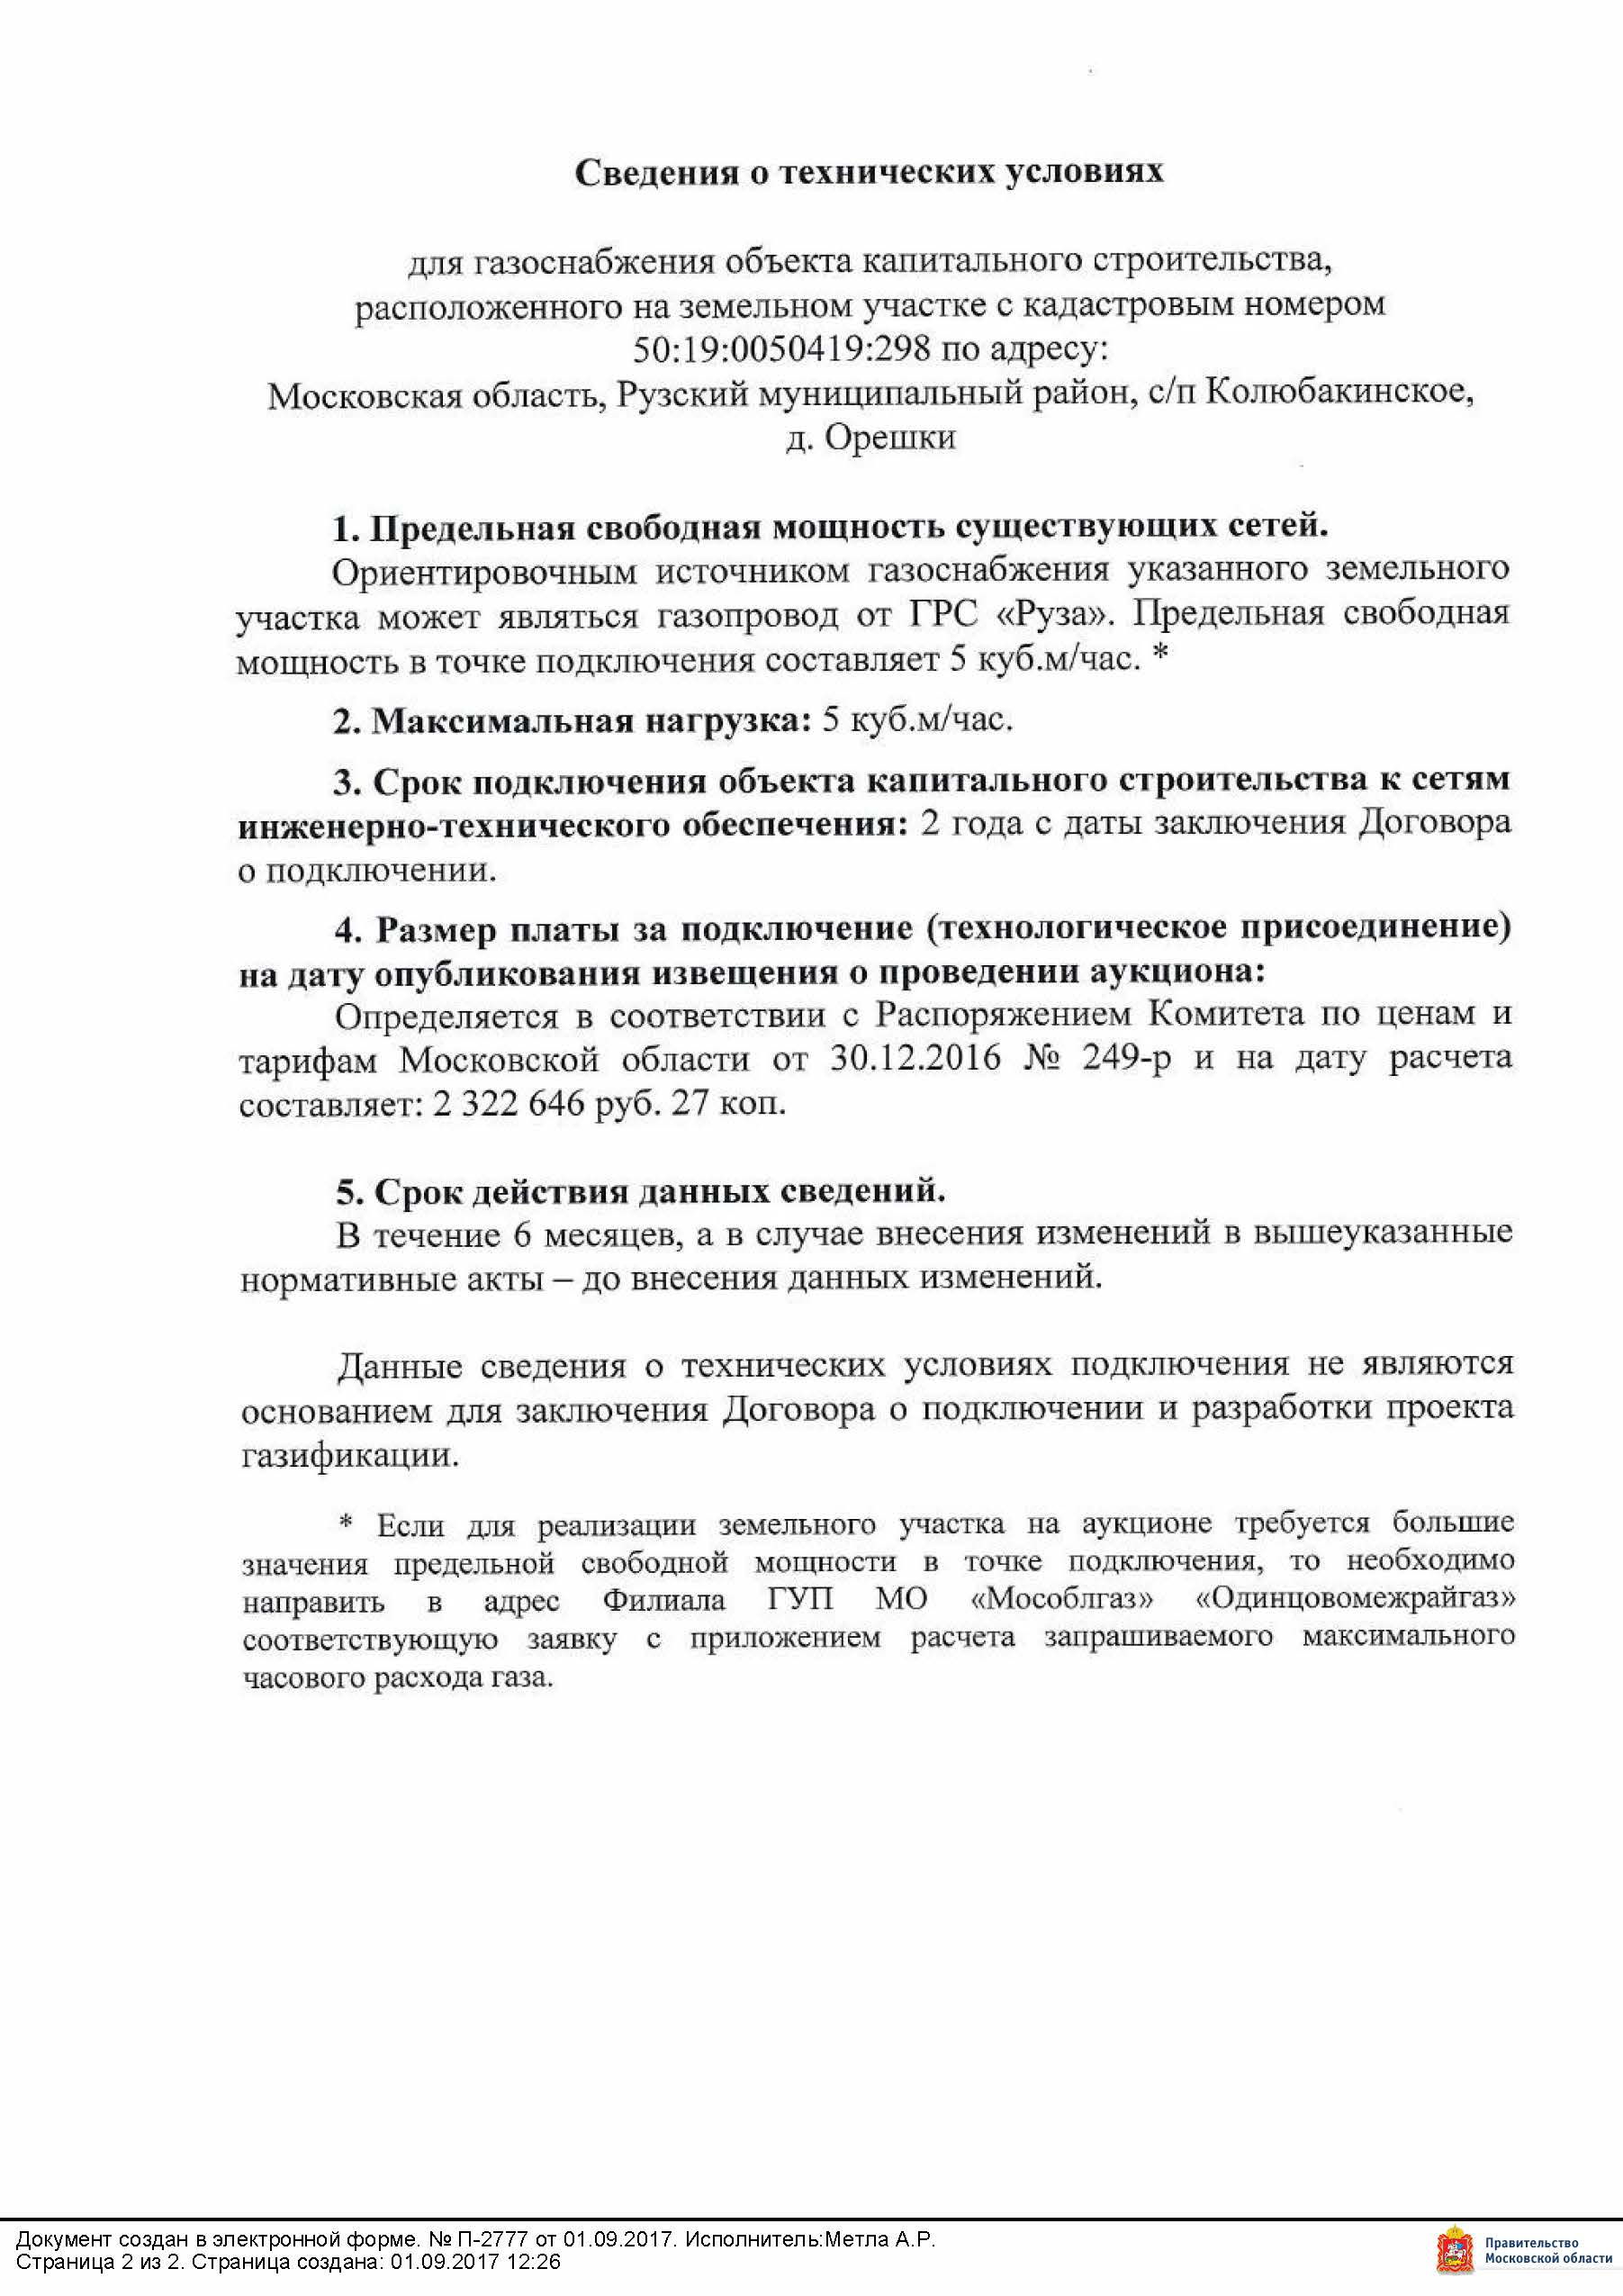 Сведения о технических условиях
для газоснабжения объекта капитального строительства,
расположенного на земельном участке с кадастровым номером
50:19:0050419:298 по адресу:
Московская область, Рузский муниципальный район, с/п Колюбакинское,
д. Орешки
1. Предельная свободная мощность существующих сетей.
Ориентировочным источником газоснабжения указанного земельного
участка может являться газопровод от ГРС «Руза». Предельная свободная
мощность в точке подключения составляет 5 куб.м/час. *
2. Максимальная нагрузка: 5 куб.м/час.
3. Срок подключения объекта капитального строительства к сетям
инженерно-технического обеспечения: 2 года с даты заключения Договора
о подключении.
4. Размер платы за подключение (технологическое присоединение)
на дату опубликования извещения о проведении аукциона:
Определяется в соответствии с Распоряжением Комитета по ценам и
тарифам Московской области от 30.12.2016 № 249-р и на дату расчета
составляет: 2 322 646 руб. 27 коп.
5. Срок действия данных сведений.
В течение 6 месяцев, а в случае внесения изменений в вышеуказанные
нормативные акты – до внесения данных изменений.
Данные сведения о технических условиях подключения не являются
основанием для заключения Договора о подключении и разработки проекта
газификации.
* Если для реализации земельного участка на аукционе требуется большие
значения предельной свободной мощности в точке подключения, то необходимо
направить в адрес Филиала ГУП МО «Мособлгаз» «Одинцовомежрайгаз»
соответствующую заявку с приложением расчета запрашиваемого максимального
часового расхода газа.
Документ создан в электронной форме. № П-2777 от 01.09.2017. Исполнитель:Метла А.Р.
Страница 2 из 2. Страница создана: 01.09.2017 12:26
Правительство
Московской области